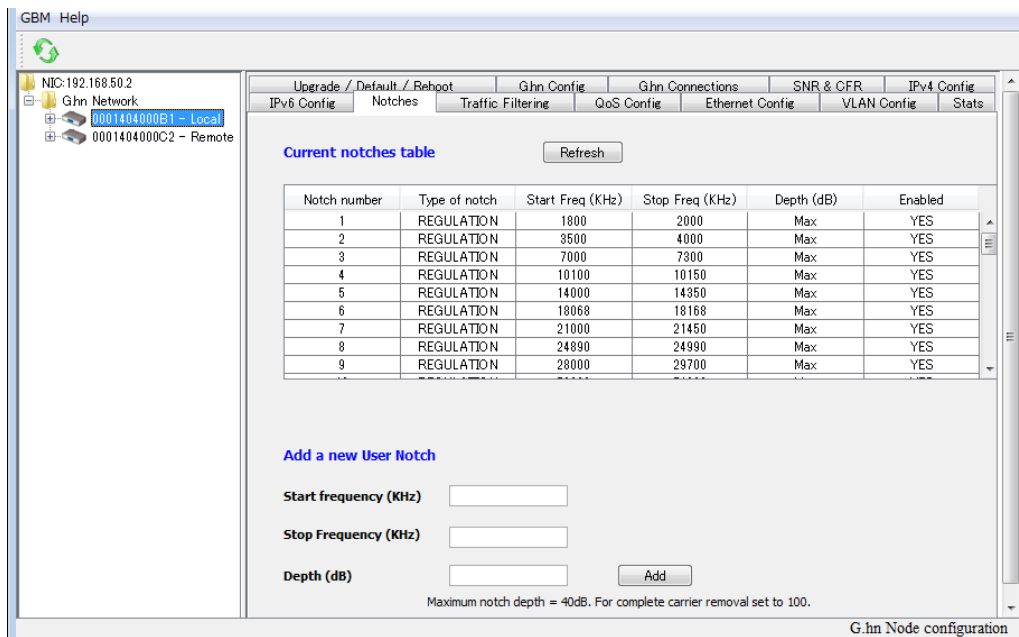 GBM Help
NIC:192.168.50.2
G.hn Network
0001404000B1 - Local
0001404000C2 - Remote
Upgrade / Default / Reboot G.hn Config G.hn Connections SNR & CFR IPv4 Config
IPv6 Config Notches Traffic Filtering QoS Config Ethernet Config VLAN Config Stats
Current notches table Refresh
Notch number Type of notch Start Freq (KHz) Stop Freq (KHz) Depth (dB) Enabled
1 REGULATION 1800 2000 Max YES
2 REGULATION 3500 4000 Max YES
3 REGULATION 7000 7300 Max YES
4 REGULATION 10100 10150 Max YES
5 REGULATION 14000 14350 Max YES
6 REGULATION 18068 18168 Max YES
7 REGULATION 21000 21450 Max YES
8 REGULATION 24890 24990 Max YES
9 REGULATION 28000 29700 Max YES
Add a new User Notch
Start frequency (KHz)
Stop Frequency (KHz)
Depth (dB) Add
Maximum notch depth = 40dB. For complete carrier removal set to 100.
G.hn Node configuration